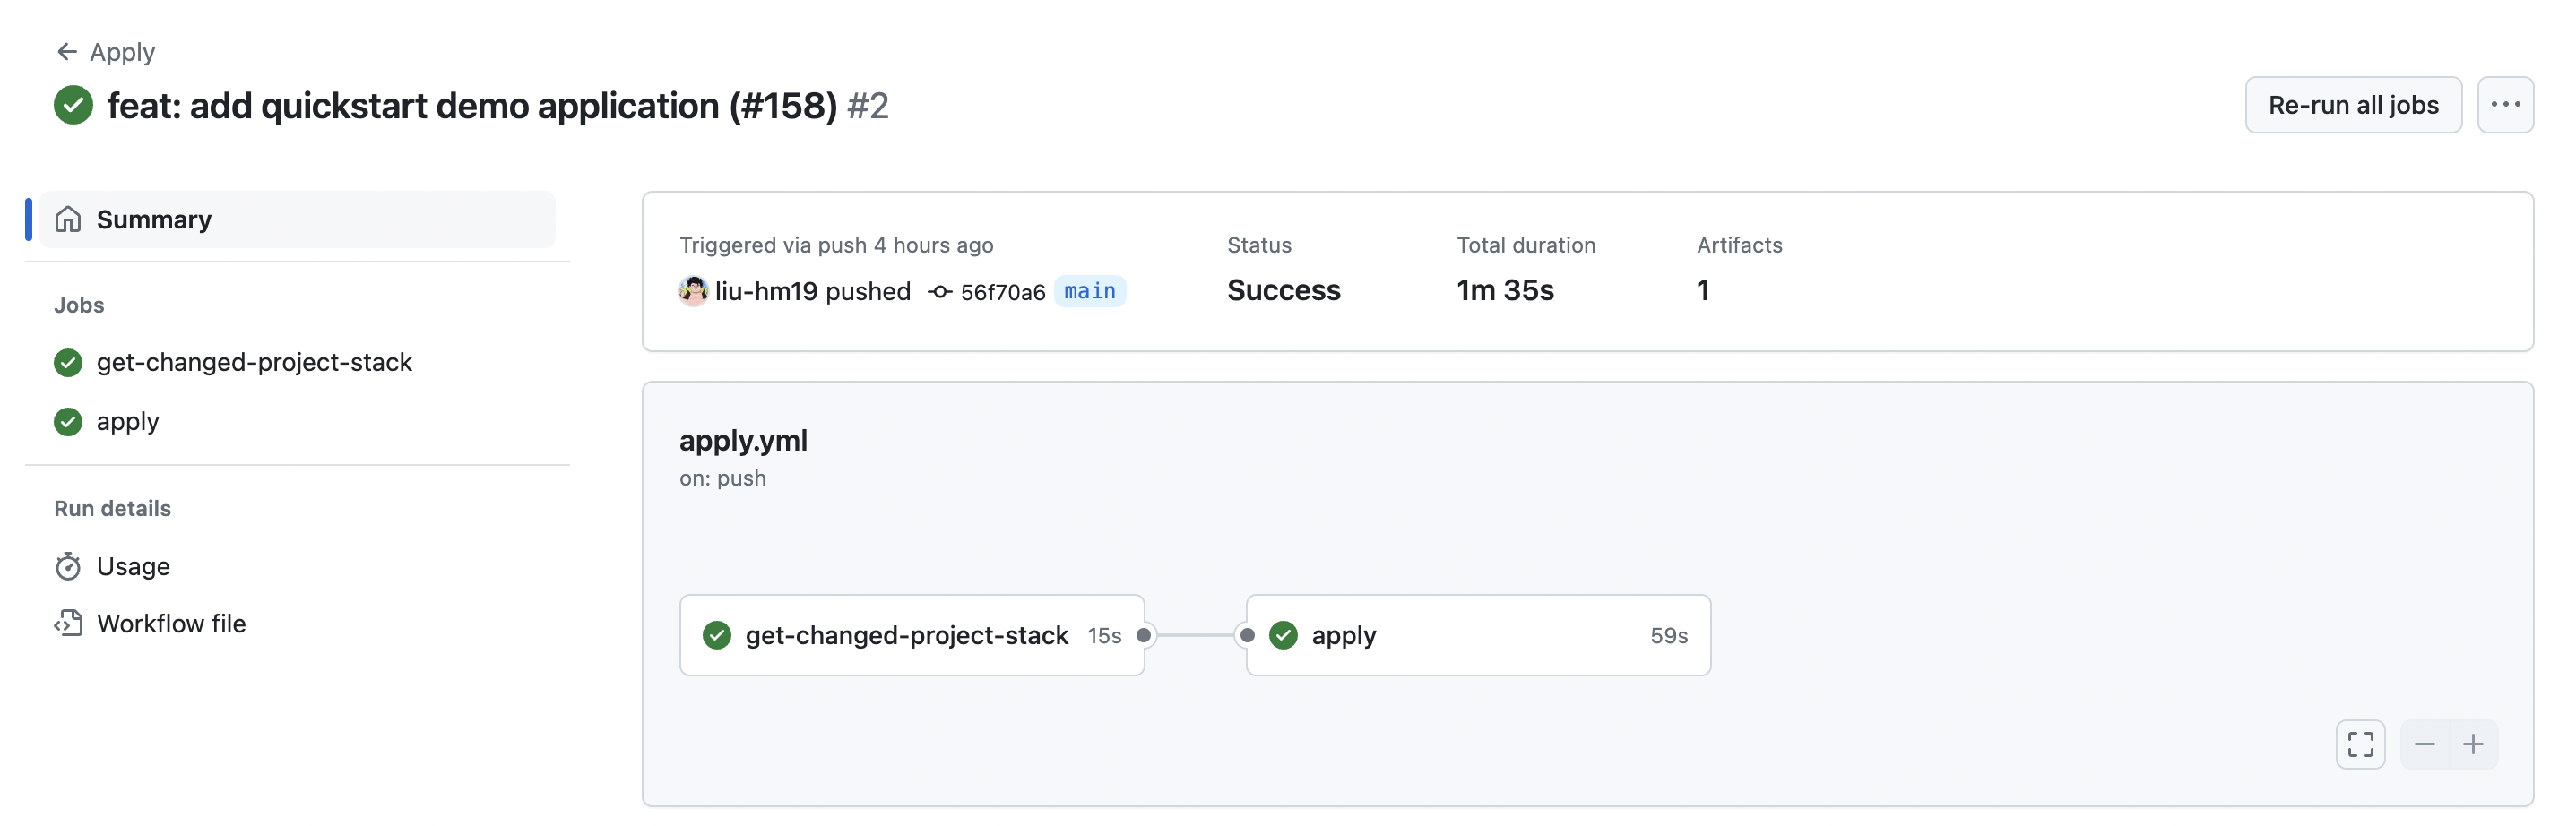 Apply
feat: add quickstart demo application (#158) #2
Re-run all jobs
Summary
Jobs
get-changed-project-stack
apply
Run details
Usage
Workflow file
Triggered via push 4 hours ago
liu-hm19 pushed 56f70a6 main
Status
Success
Total duration
1m 35s
Artifacts
1
apply.yml
on: push
get-changed-project-stack 15s
apply 59s